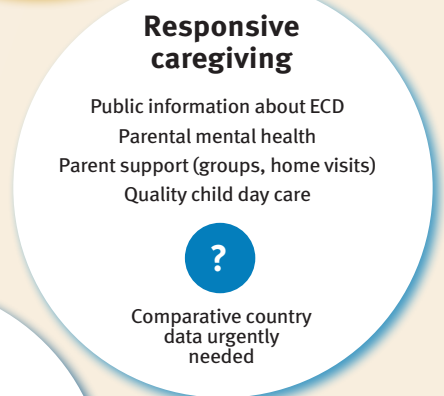 Responsive
caregiving
Public information about ECD
Parental mental health
Parent support (groups, home visits)
Quality child day care
?
Comparative country
data urgently
needed